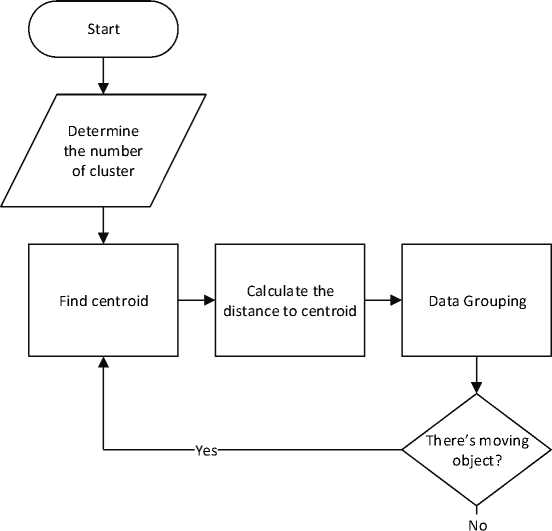 Start
Determine
the number
of cluster
Find centroid
Calculate the
distance to centroid
Data Grouping
There's moving
object?
Yes
No